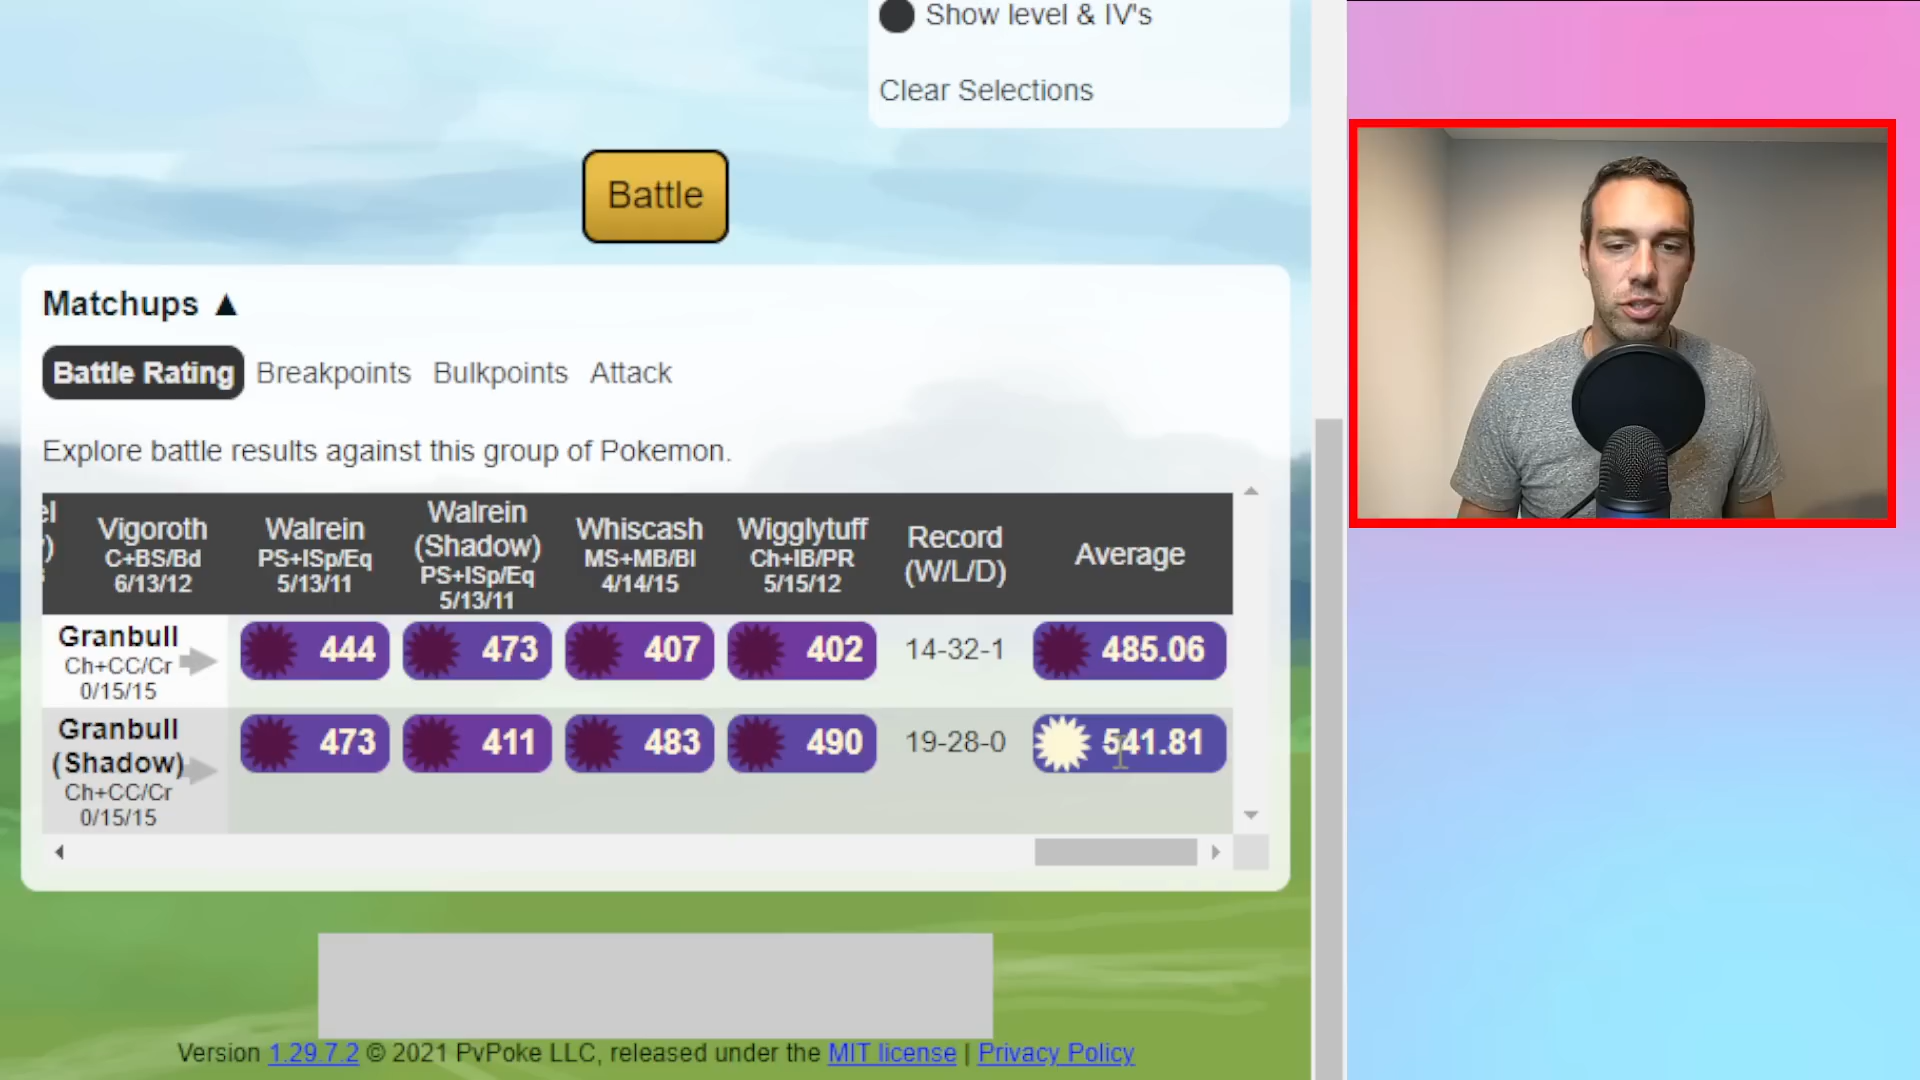 Show level & IV's
Clear Selections
Battle
Matchups ▲
Battle Rating Breakpoints Bulkpoints Attack
Explore battle results against this group of Pokemon.
Vigoroth
C+BS/Bd
6/13/12
Walrein
PS+ISp/Eq
5/13/11
Walrein
(Shadow)
PS+ISp/Eq
5/13/11
Whiscash
MS+MB/Bl
4/14/15
Wigglytuff
Ch+IB/PR
5/15/12
Record
(W/L/D)
Average
Granbull
Ch+CC/Cr
0/15/15
444 473 407 402 14-32-1 485.06
Granbull
(Shadow)
Ch+CC/Cr
0/15/15
473 411 483 490 19-28-0 541.81
Version 1.29.7.2 © 2021 PvPoke LLC, released under the MIT license | Privacy Policy